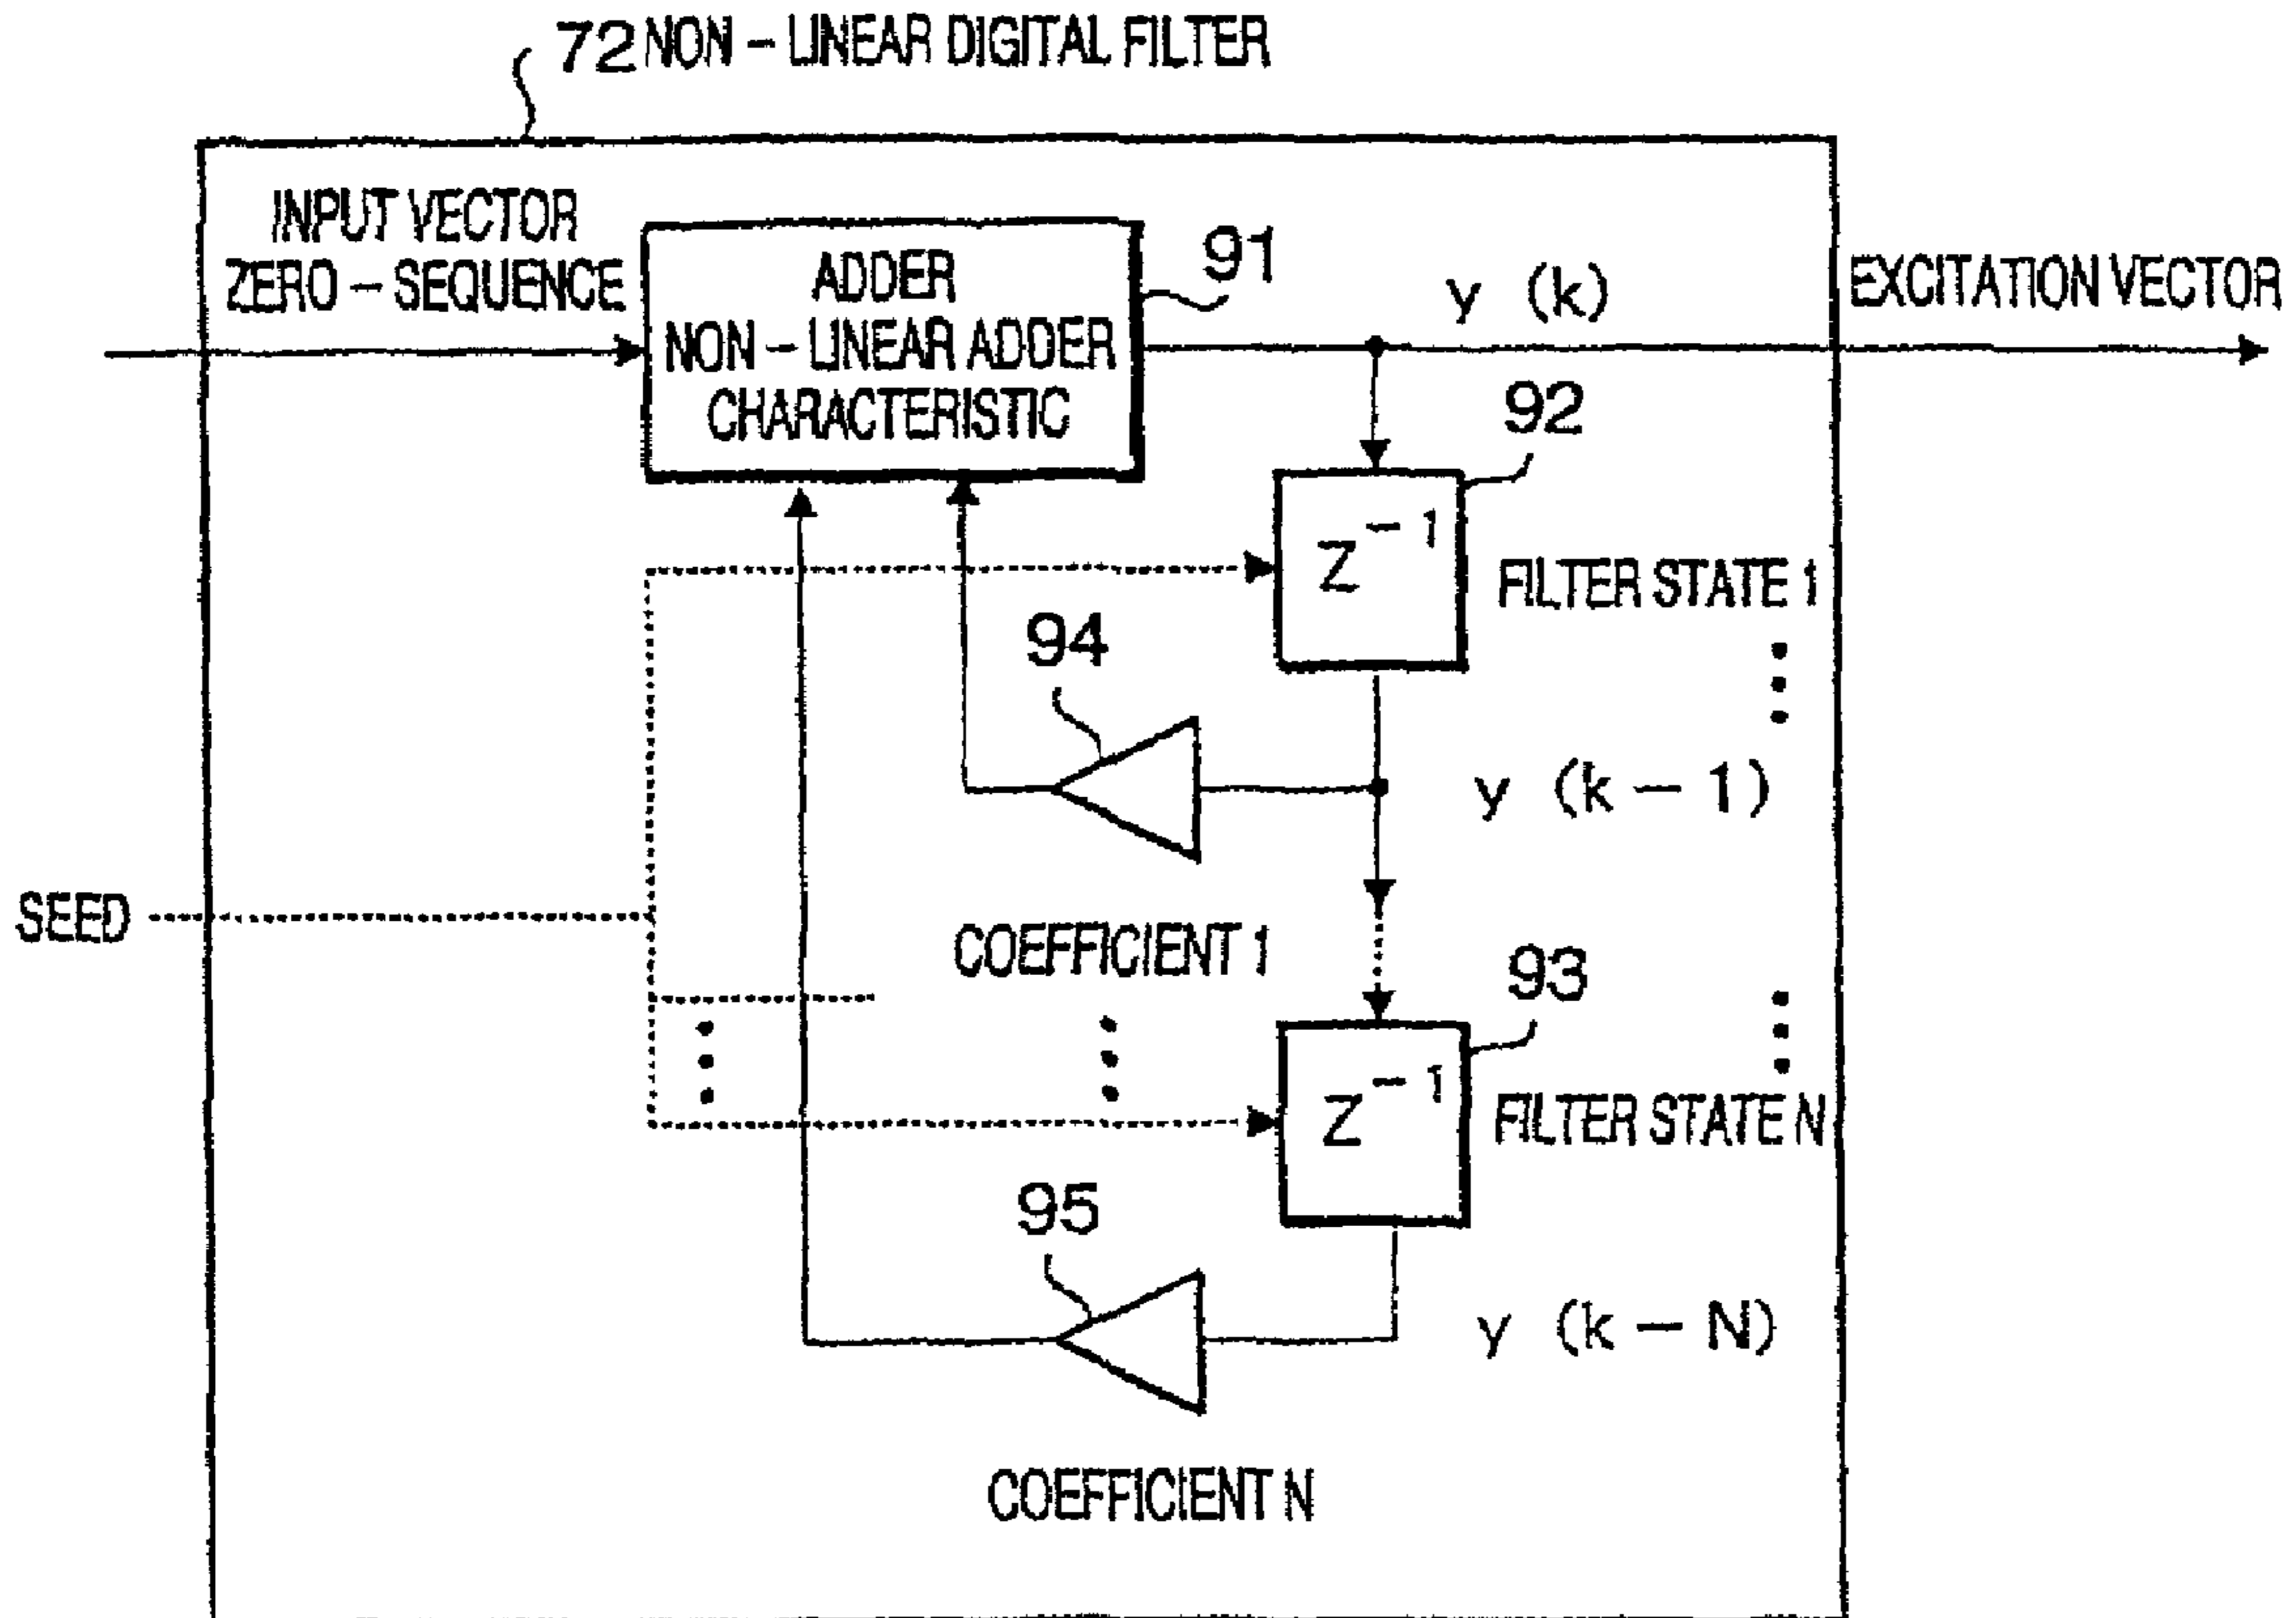 72 NON – LINEAR DIGITAL FILTER
INPUT VECTOR
ZERO – SEQUENCE
ADDER
NON – LINEAR ADDER
CHARACTERISTIC
91
y (k)
EXCITATION VECTOR
92
Z⁻¹
FILTER STATE 1
94
y (k – 1)
SEED
COEFFICIENT 1
93
Z⁻¹
FILTER STATE N
95
y (k – N)
COEFFICIENT N